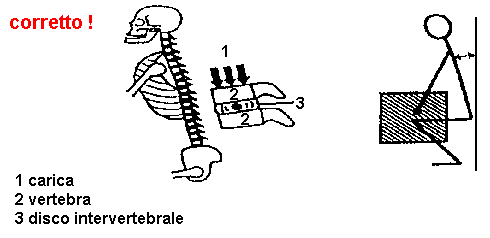 corretto !
1
2
3
2
1 carica
2 vertebra
3 disco intervertebrale